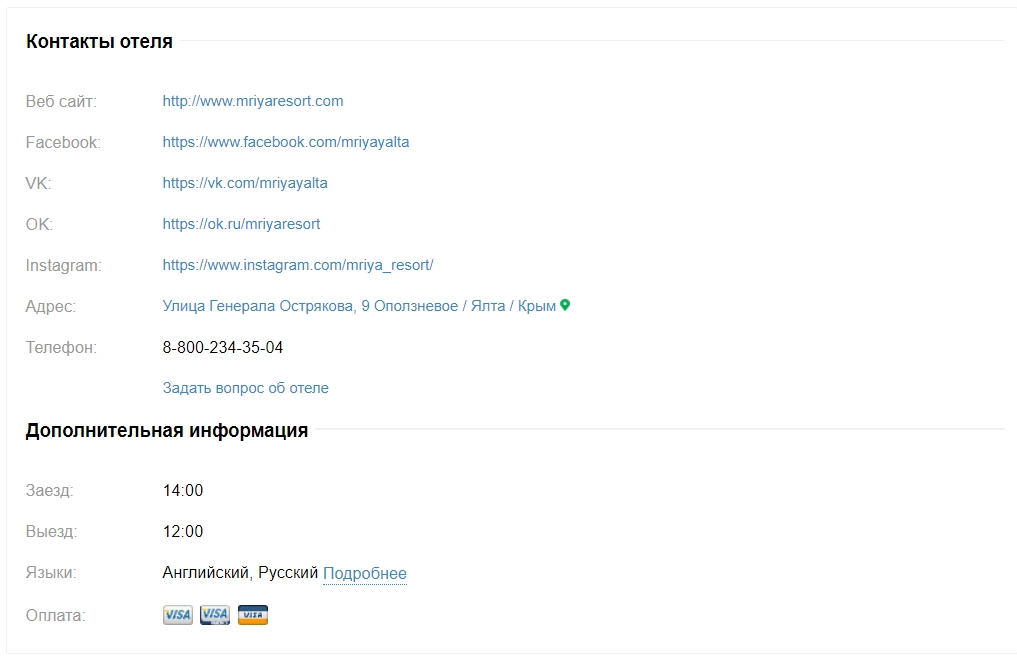 Контакты отеля
Веб сайт: http://www.mriyaresort.com
Facebook: https://www.facebook.com/mriyayalta
VK: https://vk.com/mriyayalta
OK: https://ok.ru/mriyaresort
Instagram: https://www.instagram.com/mriya_resort/
Адрес: Улица Генерала Острякова, 9 Оползневое / Ялта / Крым
Телефон: 8-800-234-35-04
Задать вопрос об отеле
Дополнительная информация
Заезд: 14:00
Выезд: 12:00
Языки: Английский, Русский Подробнее
Оплата: VISA VISA VISA